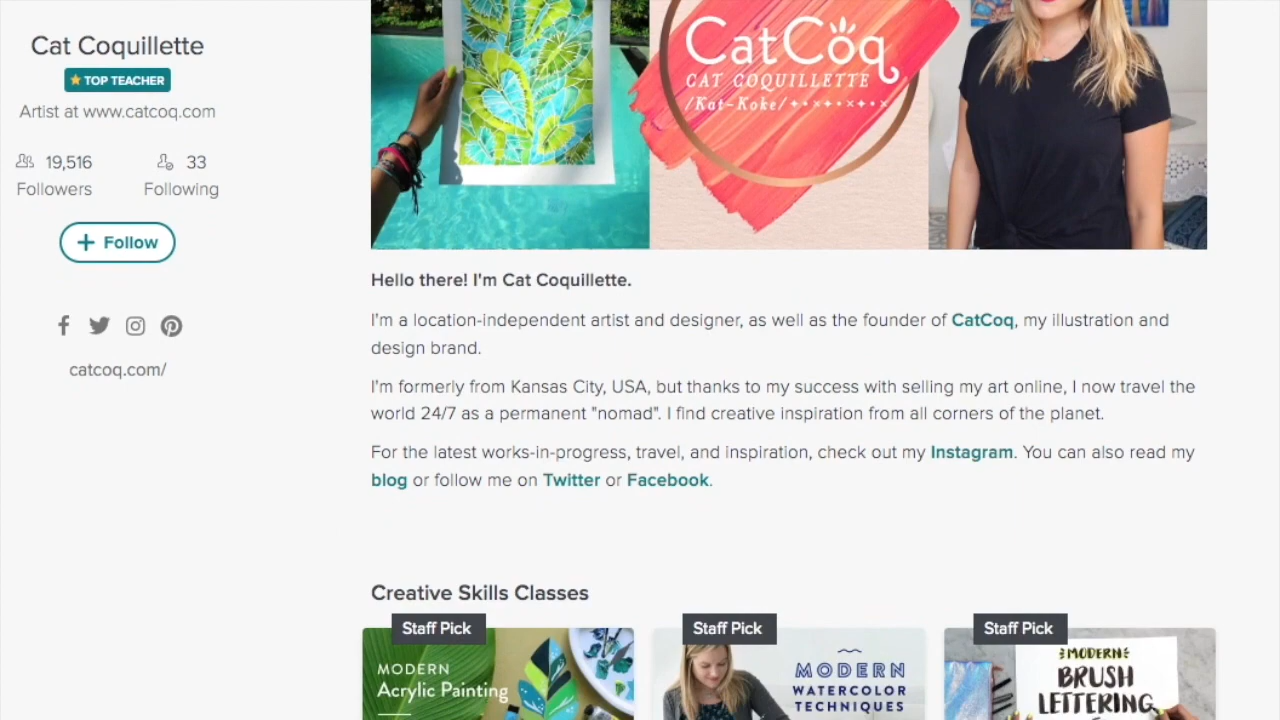 Cat Coquillette
TOP TEACHER
Artist at www.catcoq.com
19,516
Followers
33
Following
+ Follow
catcoq.com/
CatCoq
CAT COQUILLETTE
/Kat-Koke/
Hello there! I'm Cat Coquillette.
I'm a location-independent artist and designer, as well as the founder of CatCoq, my illustration and
design brand.
I'm formerly from Kansas City, USA, but thanks to my success with selling my art online, I now travel the
world 24/7 as a permanent "nomad". I find creative inspiration from all corners of the planet.
For the latest works-in-progress, travel, and inspiration, check out my Instagram. You can also read my
blog or follow me on Twitter or Facebook.
Creative Skills Classes
Staff Pick
MODERN
Acrylic Painting
Staff Pick
MODERN
WATERCOLOR
TECHNIQUES
Staff Pick
MODERN
BRUSH
LETTERING